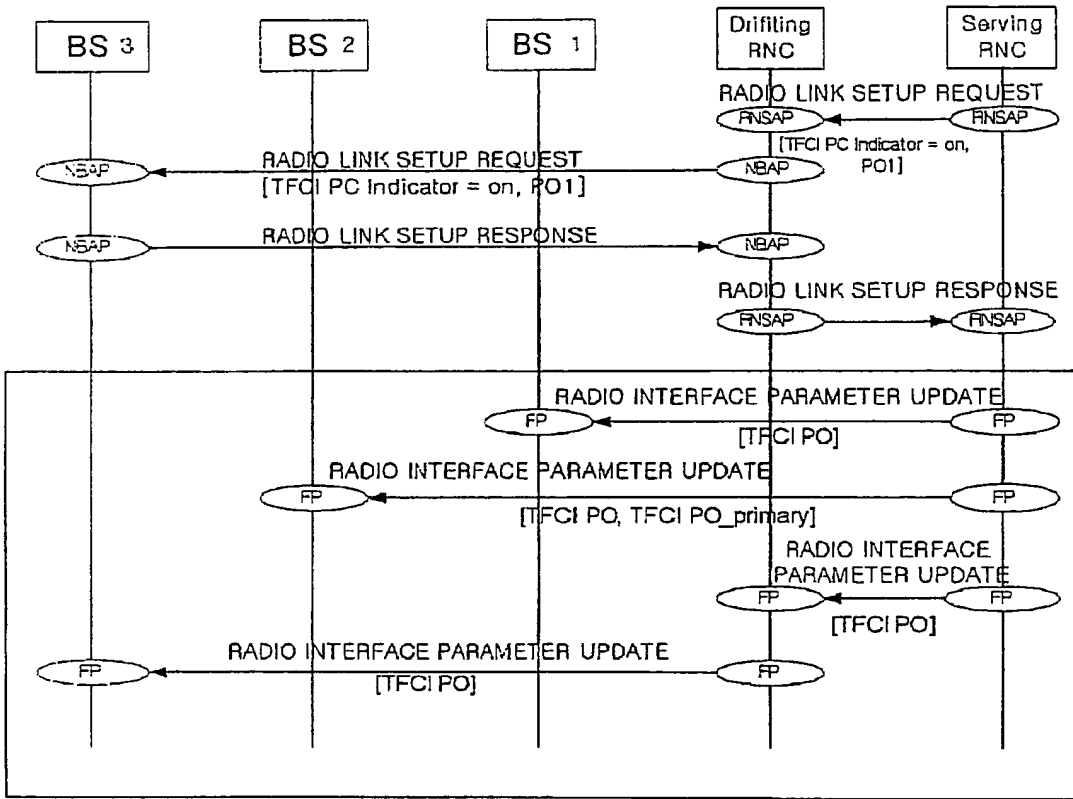 BS 3
BS 2
BS 1
Drifiting
RNC
Serving
RNC
RADIO LINK SETUP REQUEST
RNSAP
RNSAP
[TFCI PC Indicator = on,
PO1]
RADIO LINK SETUP REQUEST
NBAP
NBAP
[TFCI PC Indicator = on, PO1]
RADIO LINK SETUP RESPONSE
NBAP
NBAP
RADIO LINK SETUP RESPONSE
RNSAP
RNSAP
RADIO INTERFACE PARAMETER UPDATE
FP
FP
[TFCI PO]
RADIO INTERFACE PARAMETER UPDATE
FP
FP
[TFCI PO, TFCI PO_primary]
RADIO INTERFACE
PARAMETER UPDATE
FP
FP
[TFCI PO]
RADIO INTERFACE PARAMETER UPDATE
FP
FP
[TFCI PO]